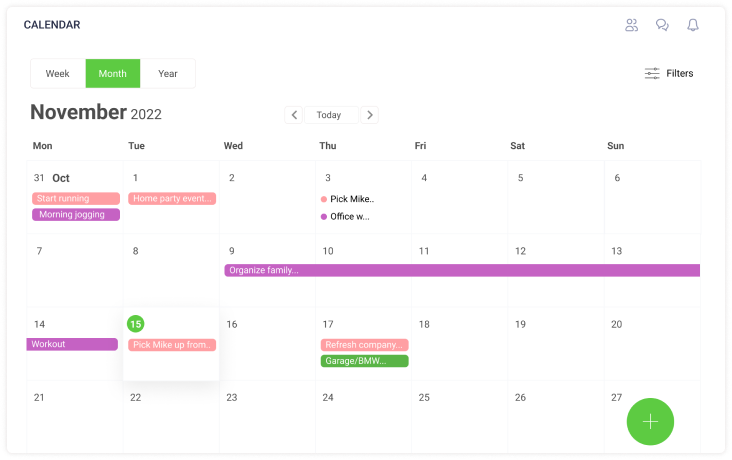 CALENDAR
Week Month Year
Filters
November 2022
Today
Mon Tue Wed Thu Fri Sat Sun
31 Oct 1 2 3 4 5 6
Start running Home party event... Pick Mike..
Morning jogging Office w...
7 8 9 10 11 12 13
Organize family...
14 15 16 17 18 19 20
Workout Pick Mike up from.. Refresh company...
Garage/BMW...
21 22 23 24 25 26 27